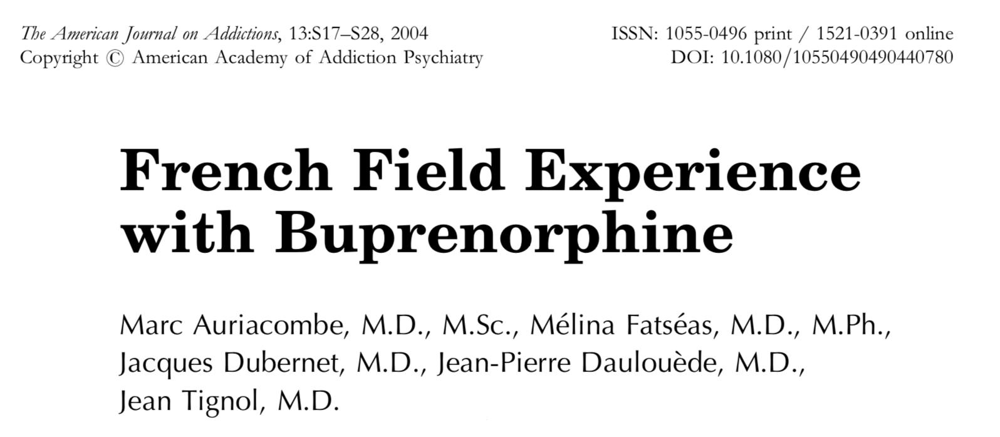 The American Journal on Addictions, 13:S17–S28, 2004
Copyright © American Academy of Addiction Psychiatry
ISSN: 1055-0496 print / 1521-0391 online
DOI: 10.1080/10550490490440780
French Field Experience
with Buprenorphine
Marc Auriacombe, M.D., M.Sc., Mélina Fatséas, M.D., M.Ph.,
Jacques Dubernet, M.D., Jean-Pierre Daulouède, M.D.,
Jean Tignol, M.D.